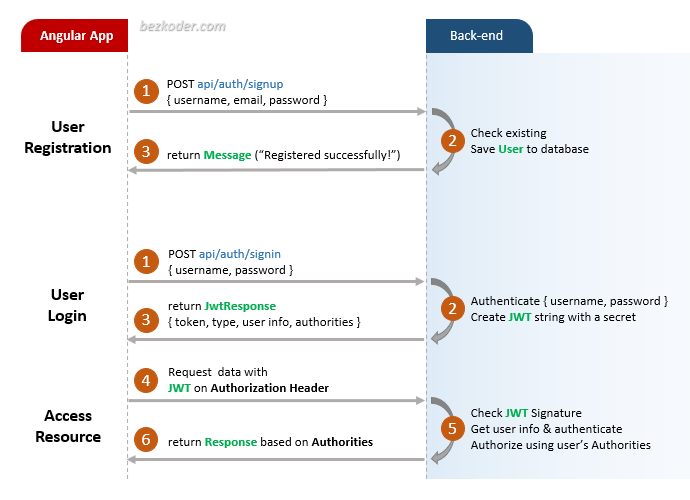 Angular App
bezkoder.com
Back-end
User
Registration
1
POST api/auth/signup
{ username, email, password }
2
Check existing
Save User to database
3
return Message (“Registered successfully!”)
User
Login
1
POST api/auth/signin
{ username, password }
2
Authenticate { username, password }
Create JWT string with a secret
3
return JwtResponse
{ token, type, user info, authorities }
Access
Resource
4
Request data with
JWT on Authorization Header
5
Check JWT Signature
Get user info & authenticate
Authorize using user’s Authorities
6
return Response based on Authorities